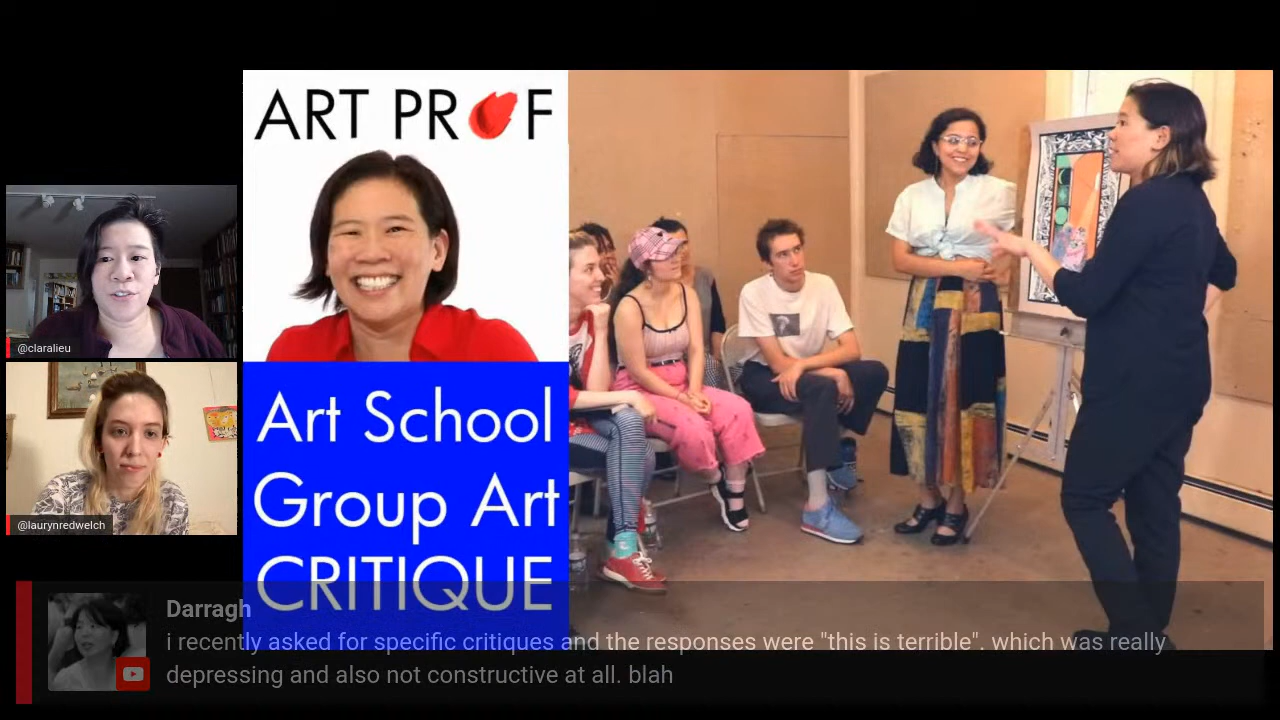 ART PROF
@claralieu
Art School
Group Art
CRITIQUE
@laurynredwelch
Darragh
i recently asked for specific critiques and the responses were "this is terrible". which was really
depressing and also not constructive at all. blah